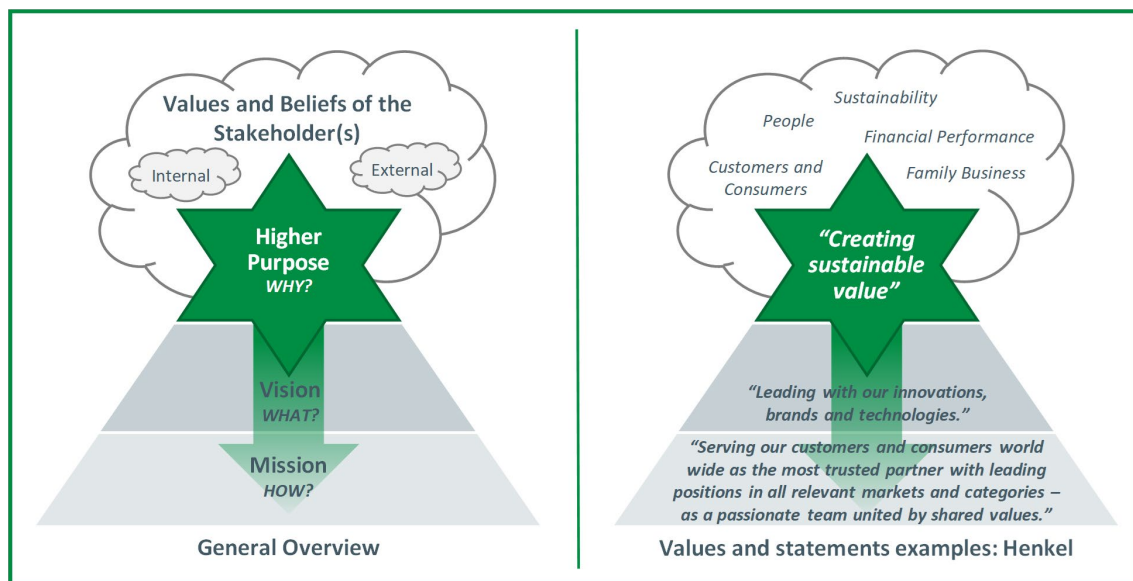 Values and Beliefs of the
Stakeholder(s)
Internal
External
Higher
Purpose
WHY?
Vision
WHAT?
Mission
HOW?
General Overview
Sustainability
People
Financial Performance
Customers and
Consumers
Family Business
“Creating
sustainable
value”
“Leading with our innovations,
brands and technologies.”
“Serving our customers and consumers world
wide as the most trusted partner with leading
positions in all relevant markets and categories –
as a passionate team united by shared values.”
Values and statements examples: Henkel